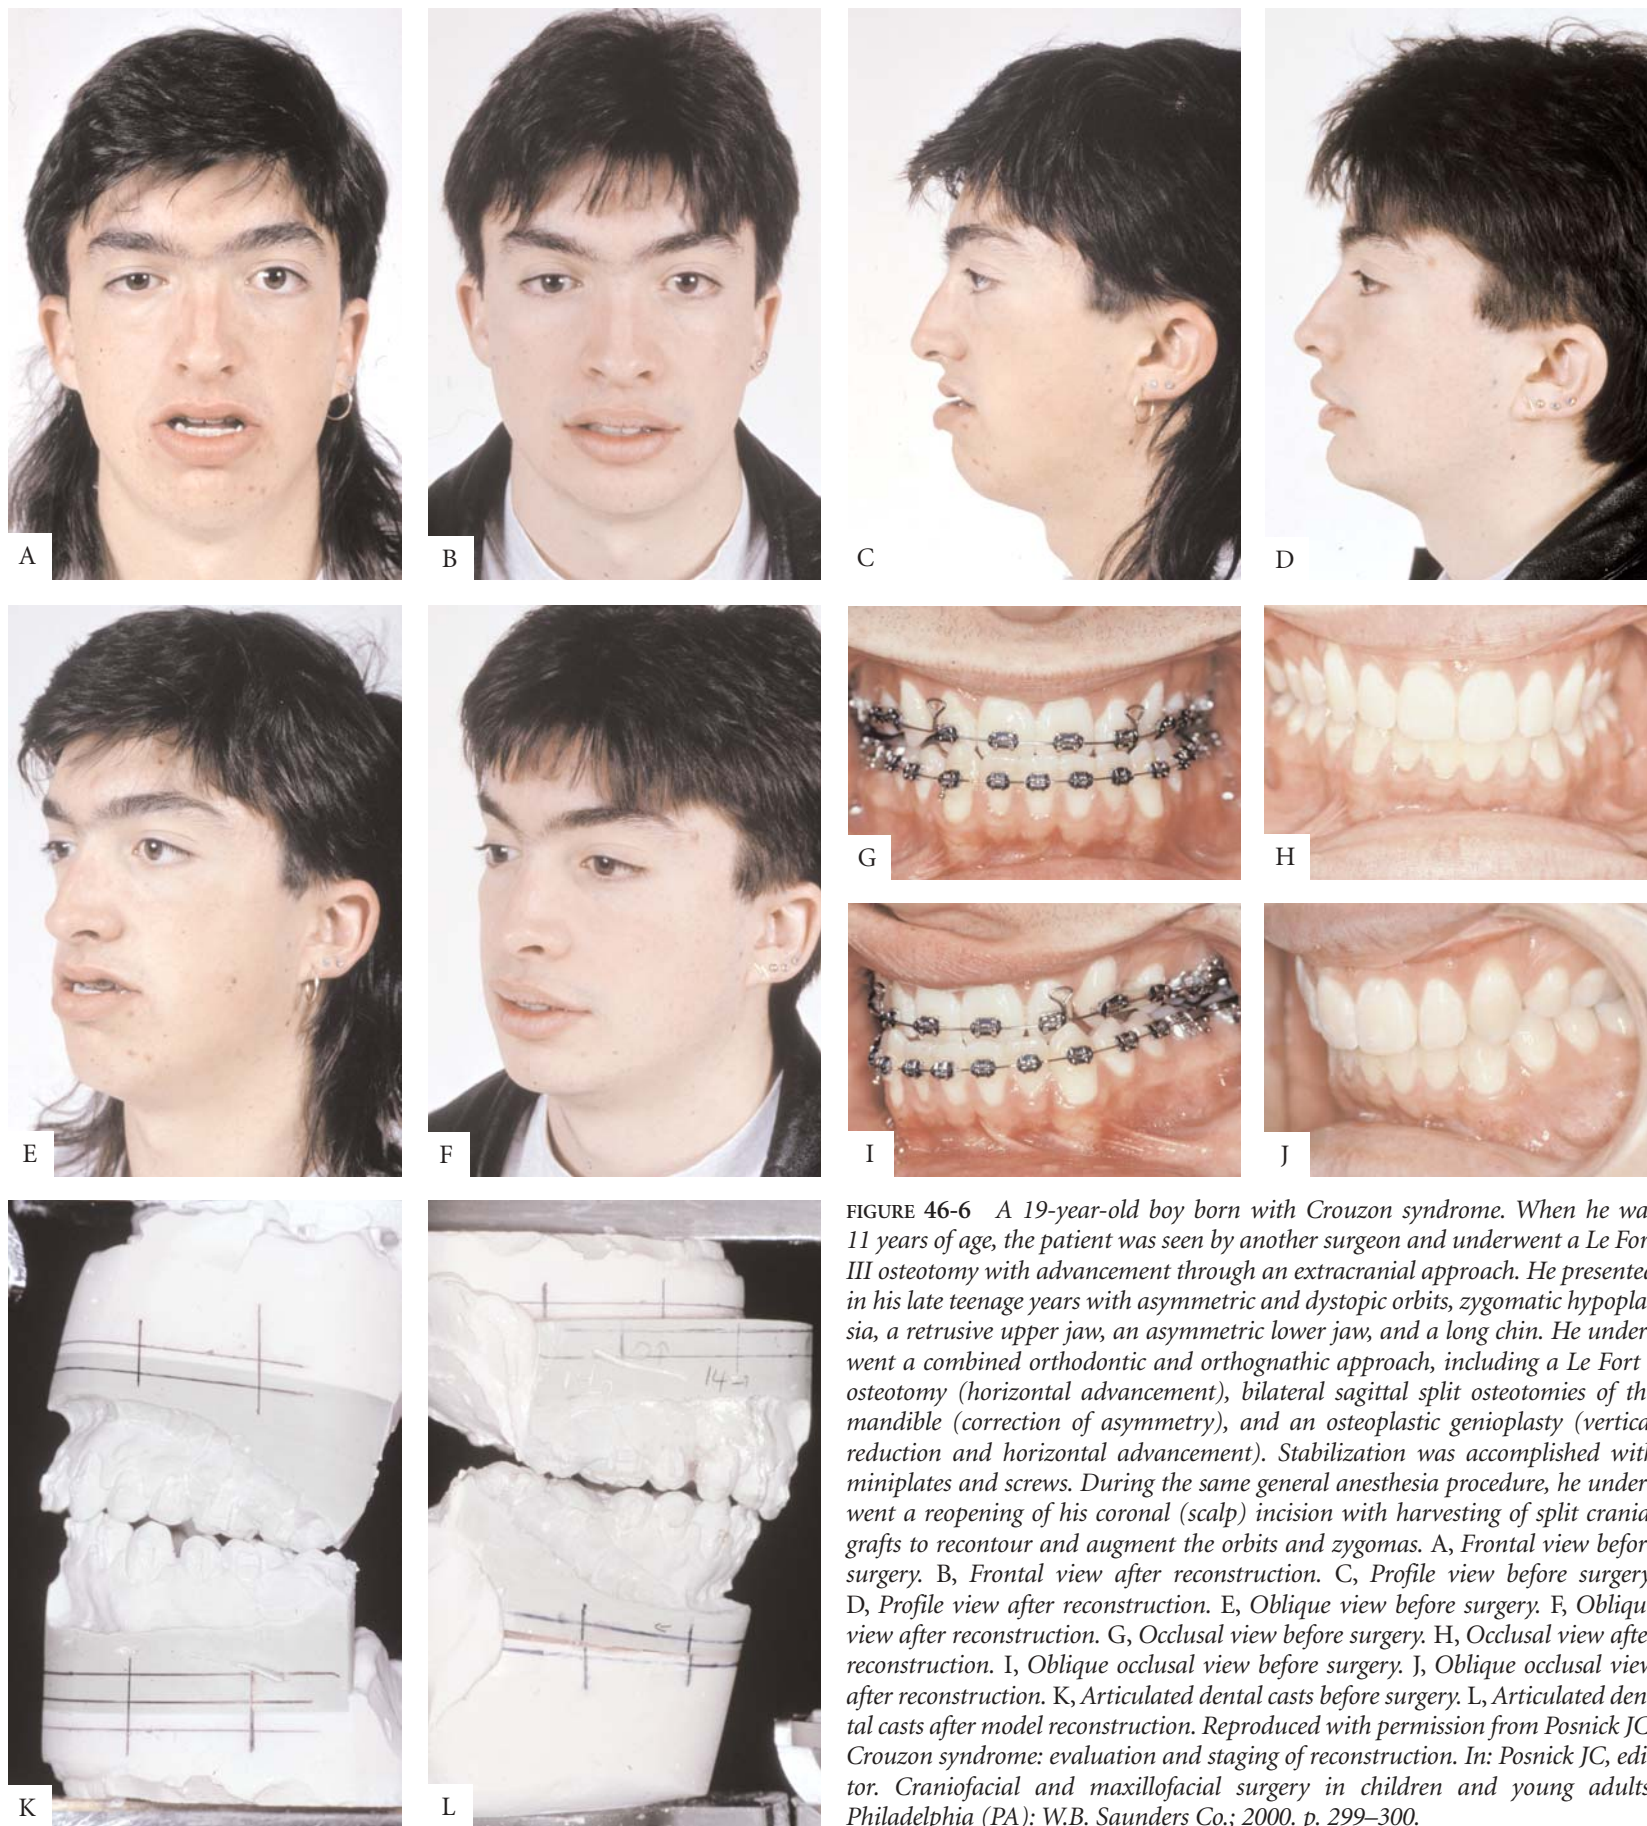 A
B
C
D
E
F
G
H
I
J
K
L
14
FIGURE 46-6 A 19-year-old boy born with Crouzon syndrome. When he wa
11 years of age, the patient was seen by another surgeon and underwent a Le For
III osteotomy with advancement through an extracranial approach. He presented
in his late teenage years with asymmetric and dystopic orbits, zygomatic hypopla
sia, a retrusive upper jaw, an asymmetric lower jaw, and a long chin. He under
went a combined orthodontic and orthognathic approach, including a Le Fort
osteotomy (horizontal advancement), bilateral sagittal split osteotomies of th
mandible (correction of asymmetry), and an osteoplastic genioplasty (vertica
reduction and horizontal advancement). Stabilization was accomplished with
miniplates and screws. During the same general anesthesia procedure, he under
went a reopening of his coronal (scalp) incision with harvesting of split crania
grafts to recontour and augment the orbits and zygomas. A, Frontal view befor
surgery. B, Frontal view after reconstruction. C, Profile view before surgery
D, Profile view after reconstruction. E, Oblique view before surgery. F, Obliqu
view after reconstruction. G, Occlusal view before surgery. H, Occlusal view afte
reconstruction. I, Oblique occlusal view before surgery. J, Oblique occlusal view
after reconstruction. K, Articulated dental casts before surgery. L, Articulated den
tal casts after model reconstruction. Reproduced with permission from Posnick JC
Crouzon syndrome: evaluation and staging of reconstruction. In: Posnick JC, edi
tor. Craniofacial and maxillofacial surgery in children and young adults
Philadelphia (PA): W.B. Saunders Co.; 2000. p. 299–300.